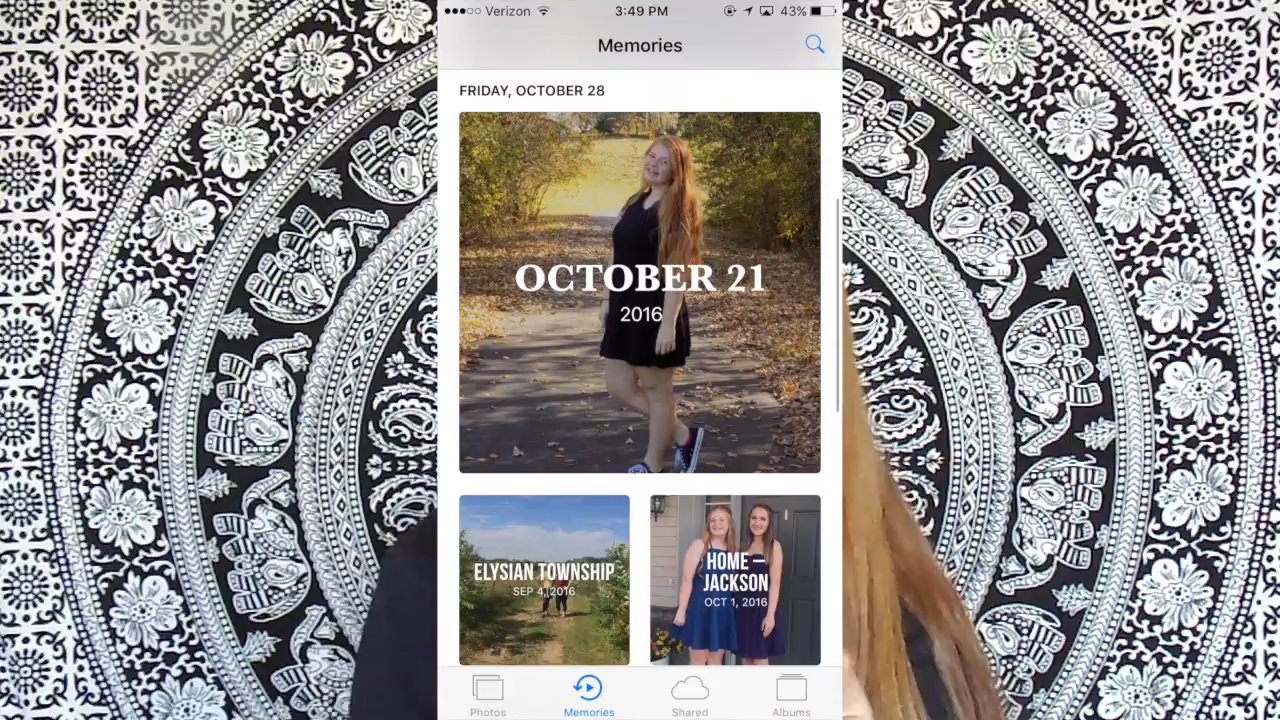 Verizon 3:49 PM 43%
Memories
FRIDAY, OCTOBER 28
OCTOBER 21
2016
ELYSIAN TOWNSHIP
SEP 4, 2016
HOME –
JACKSON
OCT 1, 2016
Photos Memories Shared Albums